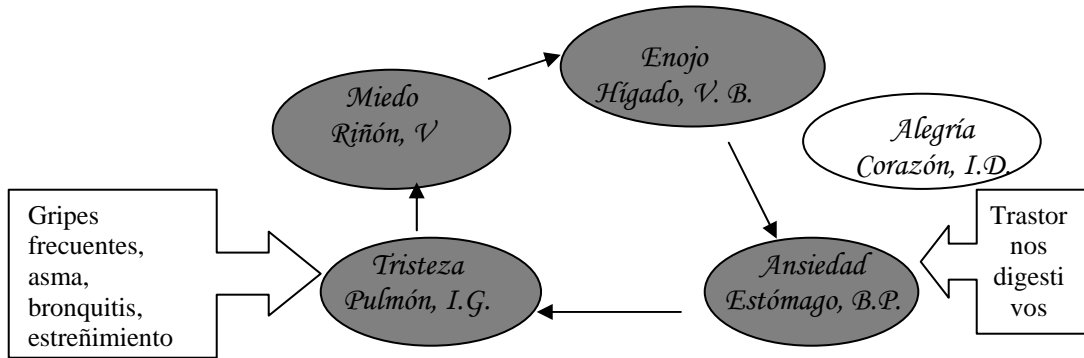 Enojo
Hígado, V. B.
Miedo
Riñón, V
Alegría
Corazón, I.D.
Gripes
frecuentes,
asma,
bronquitis,
estreñimiento
Tristeza
Pulmón, I.G.
Ansiedad
Estómago, B.P.
Trastor
nos
digesti
vos